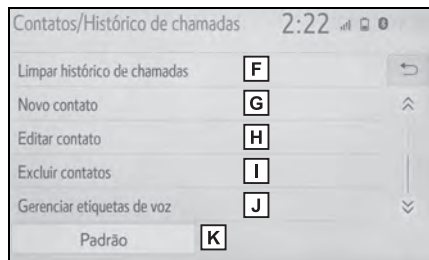 Contatos/Histórico de chamadas 2:22
Limpar histórico de chamadas F
Novo contato G
Editar contato H
Excluir contatos I
Gerenciar etiquetas de voz J
Padrão K